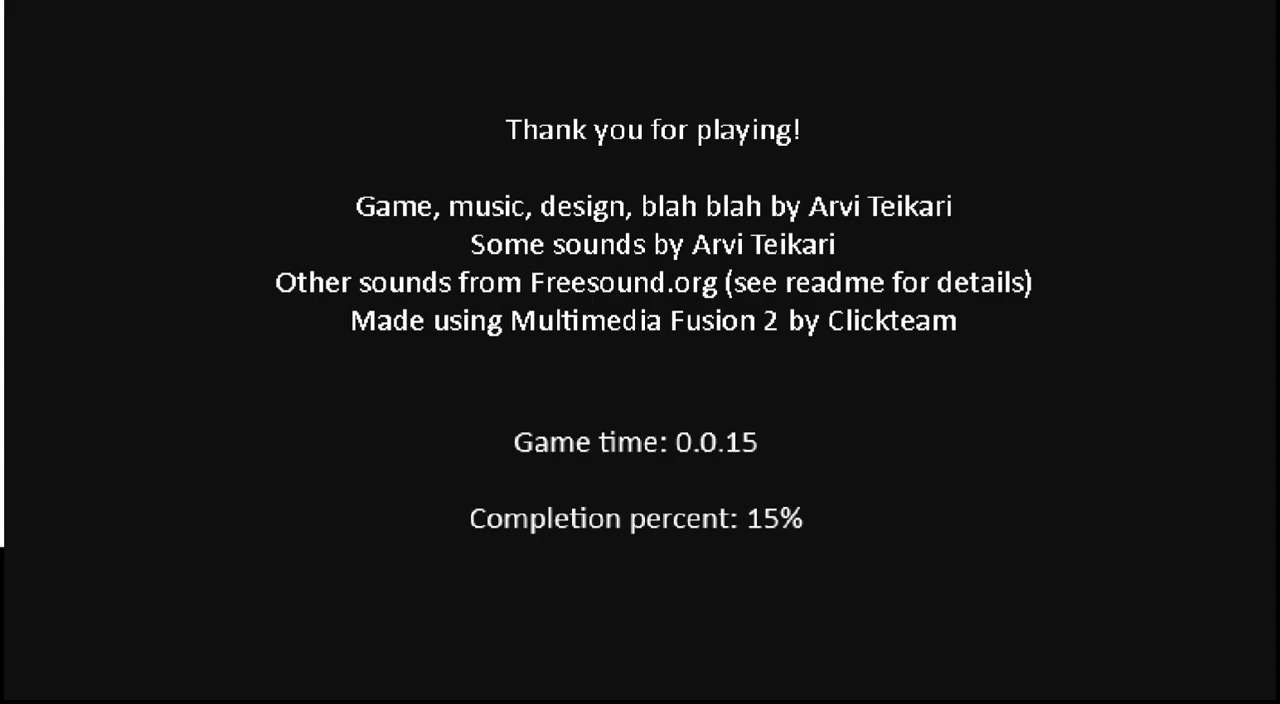 Thank you for playing!
Game, music, design, blah blah by Arvi Teikari
Some sounds by Arvi Teikari
Other sounds from Freesound.org (see readme for details)
Made using Multimedia Fusion 2 by Clickteam
Game time: 0.0.15
Completion percent: 15%